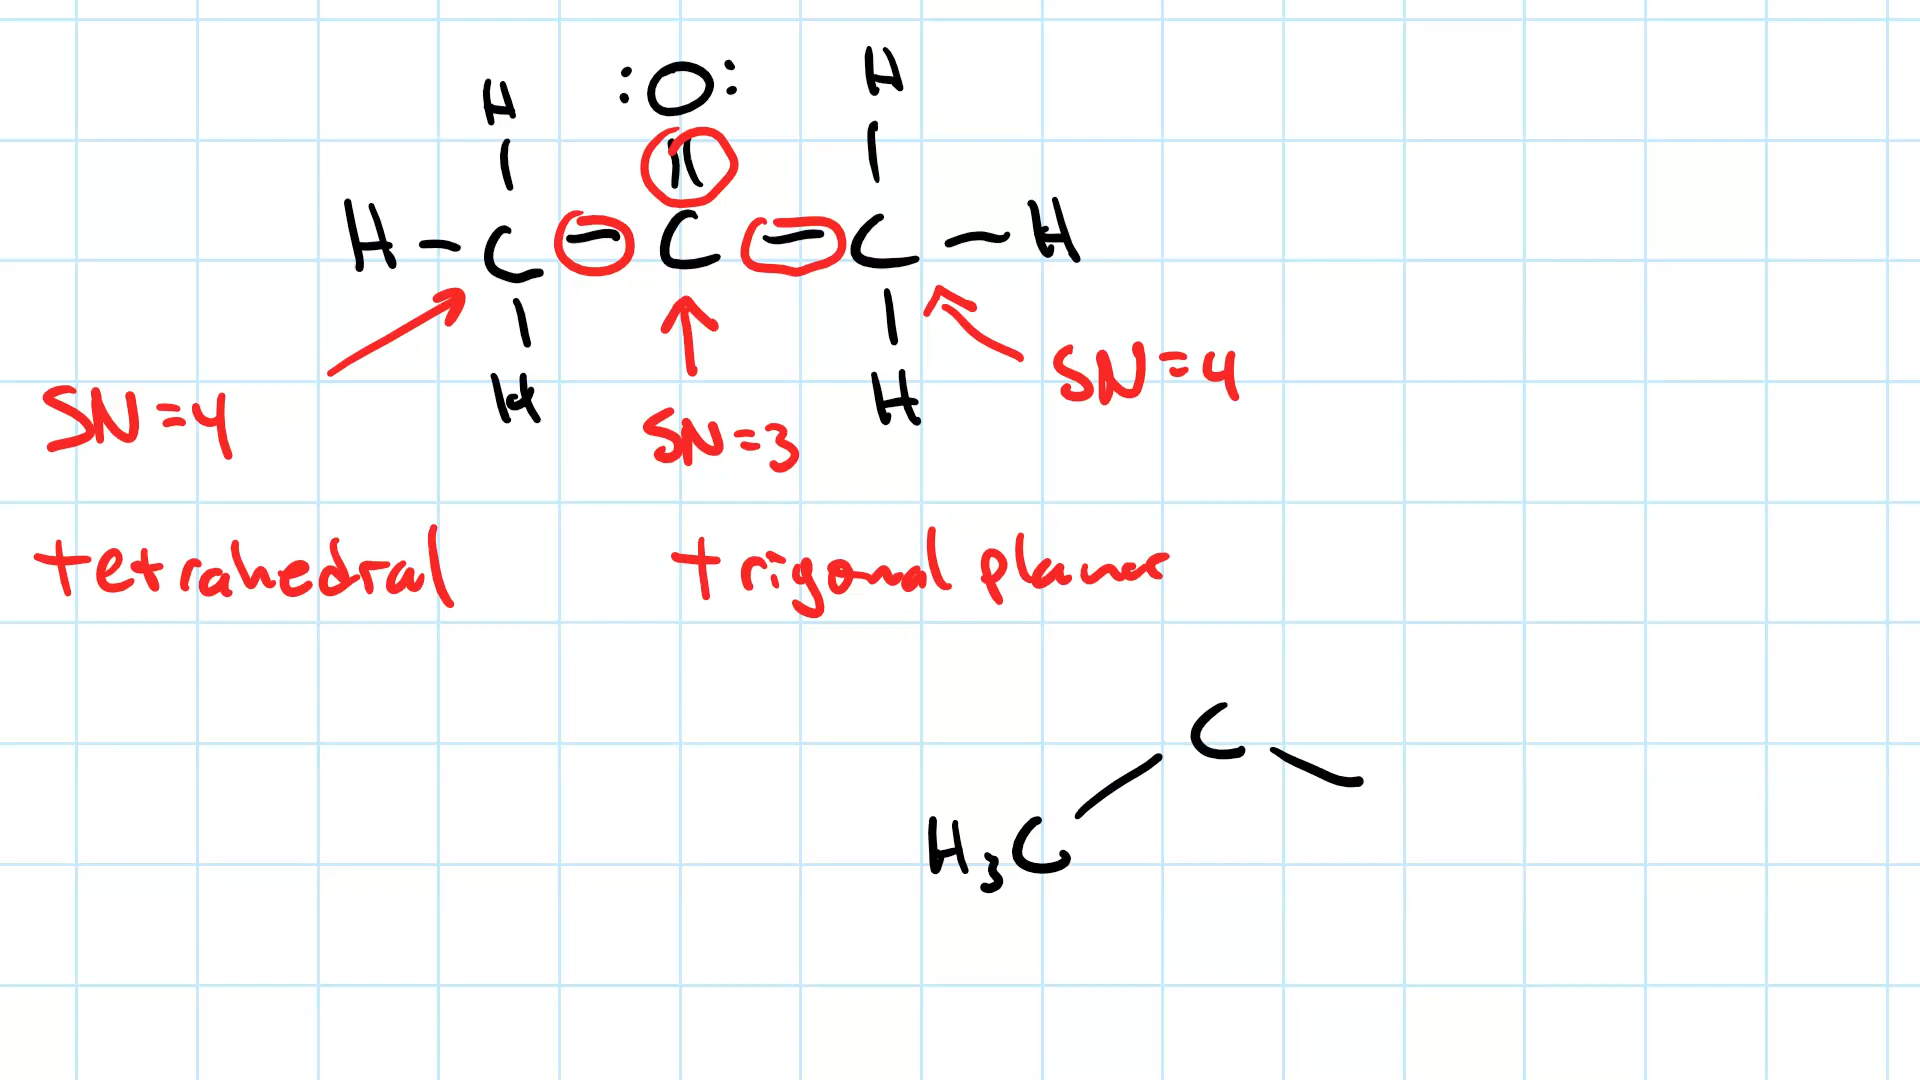 H :O: H
||
H-C-C-C-H
H H
SN=4 SN=3 SN=4
tetrahedral trigonal planar
C
H₃C